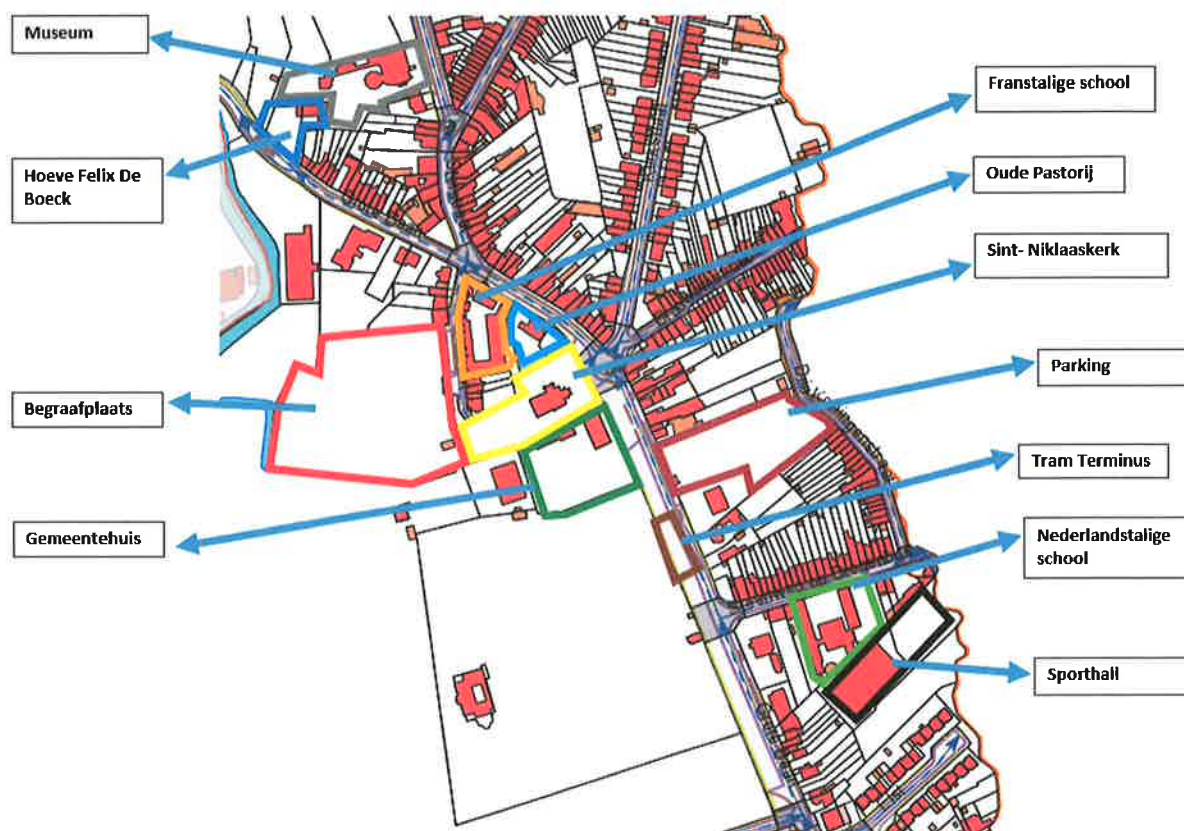 Museum
Hoeve Felix De
Boeck
Begraafplaats
Gemeentehuis
Franstalige school
Oude Pastorij
Sint- Niklaaskerk
Parking
Tram Terminus
Nederlandstalige
school
Sporthall